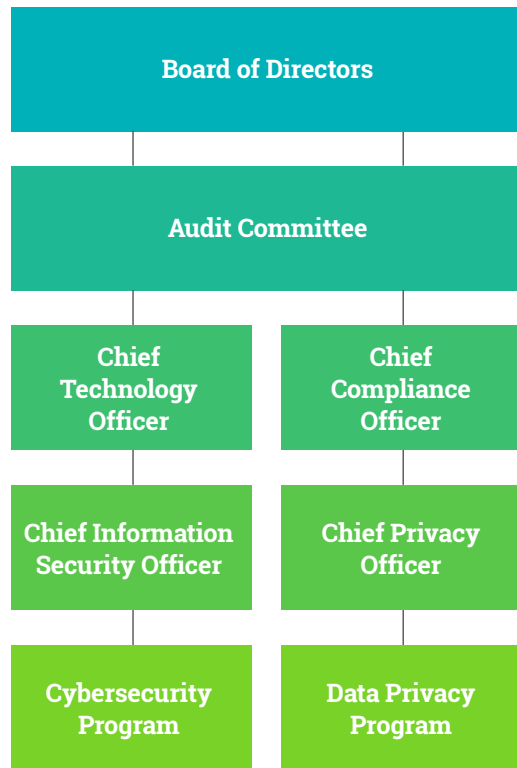 Board of Directors
Audit Committee
Chief
Technology
Officer
Chief
Compliance
Officer
Chief Information
Security Officer
Chief Privacy
Officer
Cybersecurity
Program
Data Privacy
Program